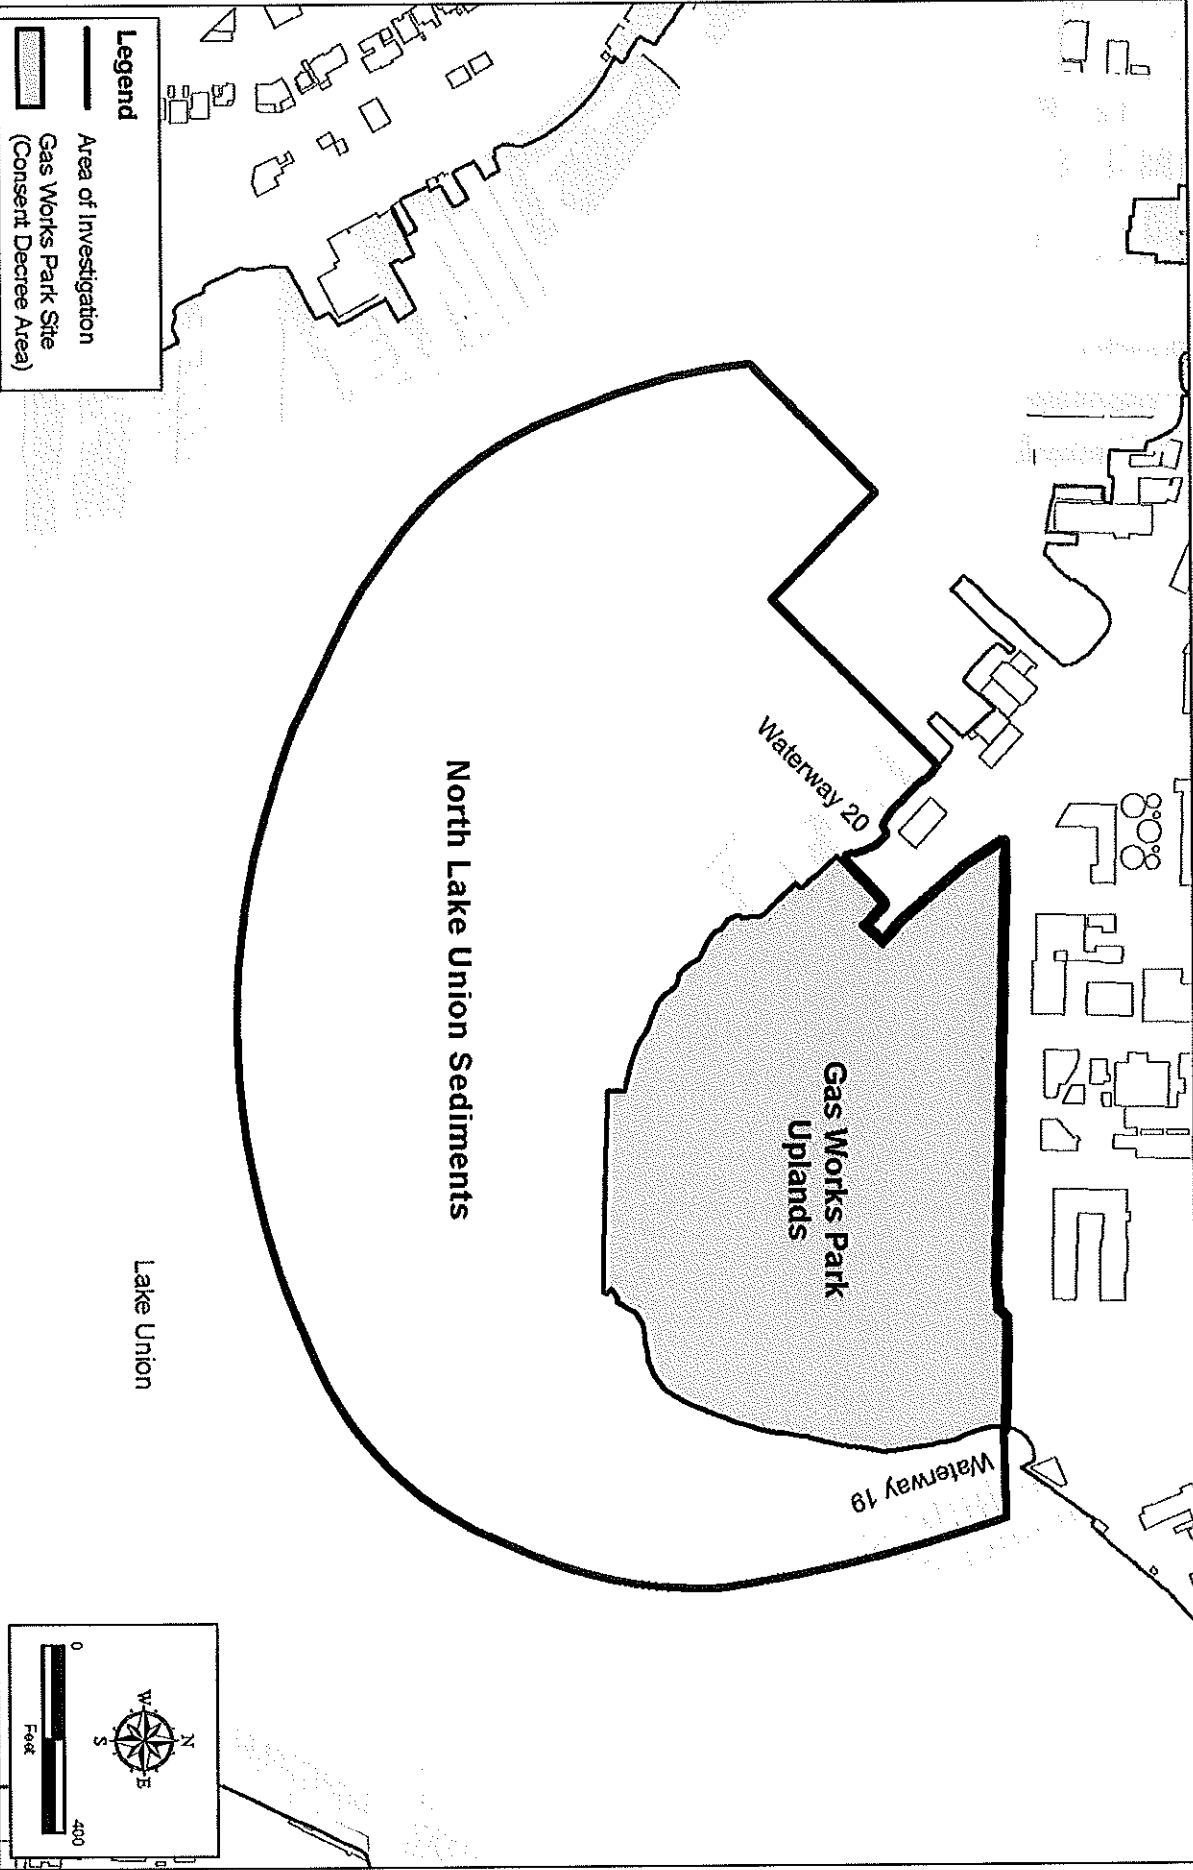 Waterway 20
Waterway 19
Gas Works Park
Uplands
North Lake Union Sediments
Lake Union
Legend
Area of Investigation
Gas Works Park Site
(Consent Decree Area)
N
W
E
S
0
400
Feet